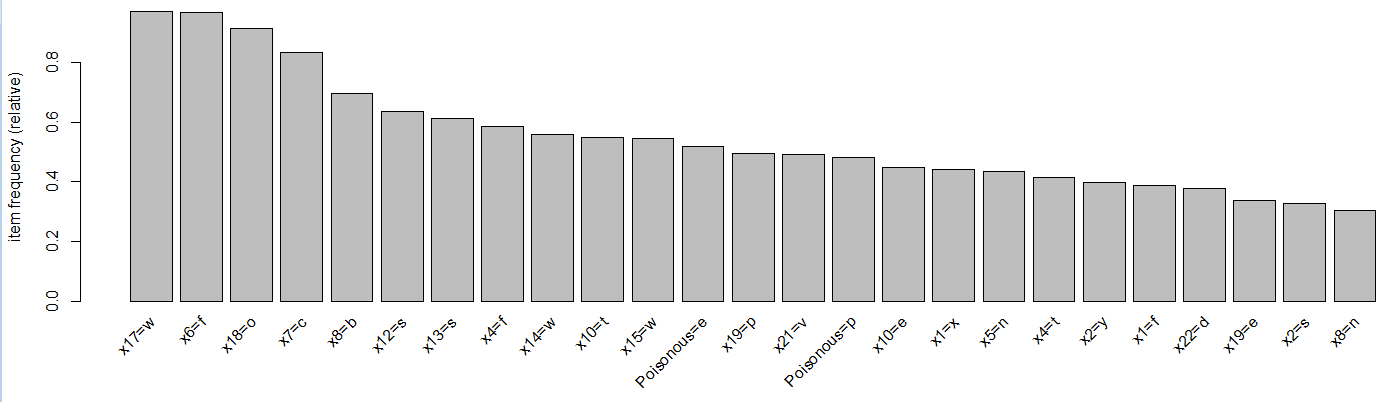 item frequency (relative)
0.8
0.6
0.4
0.2
0.0
x17=w
x6=f
x18=o
x7=c
x8=b
x12=s
x13=s
x4=f
x14=w
x10=t
x15=w
Poisonous=e
x19=p
x21=v
Poisonous=p
x10=e
x1=x
x5=n
x4=t
x2=y
x1=f
x22=d
x19=e
x2=s
x8=n